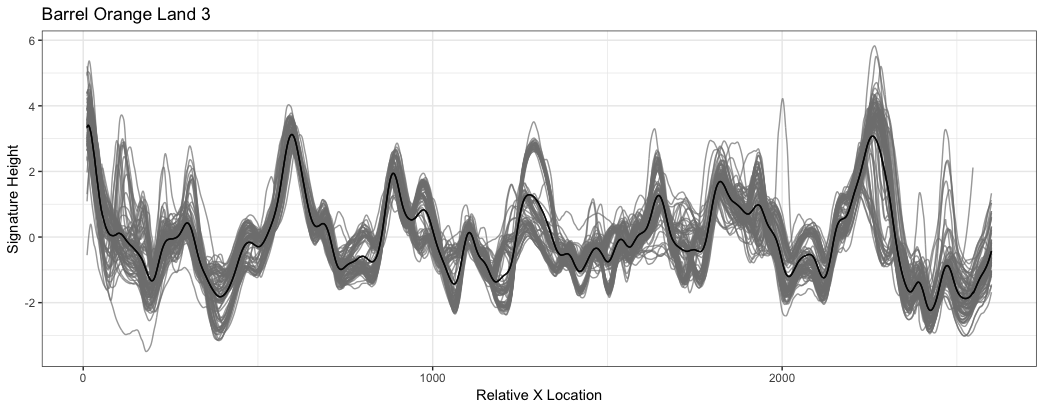 Barrel Orange Land 3
6
4
2
0
-2
Signature Height
0 1000 2000
Relative X Location